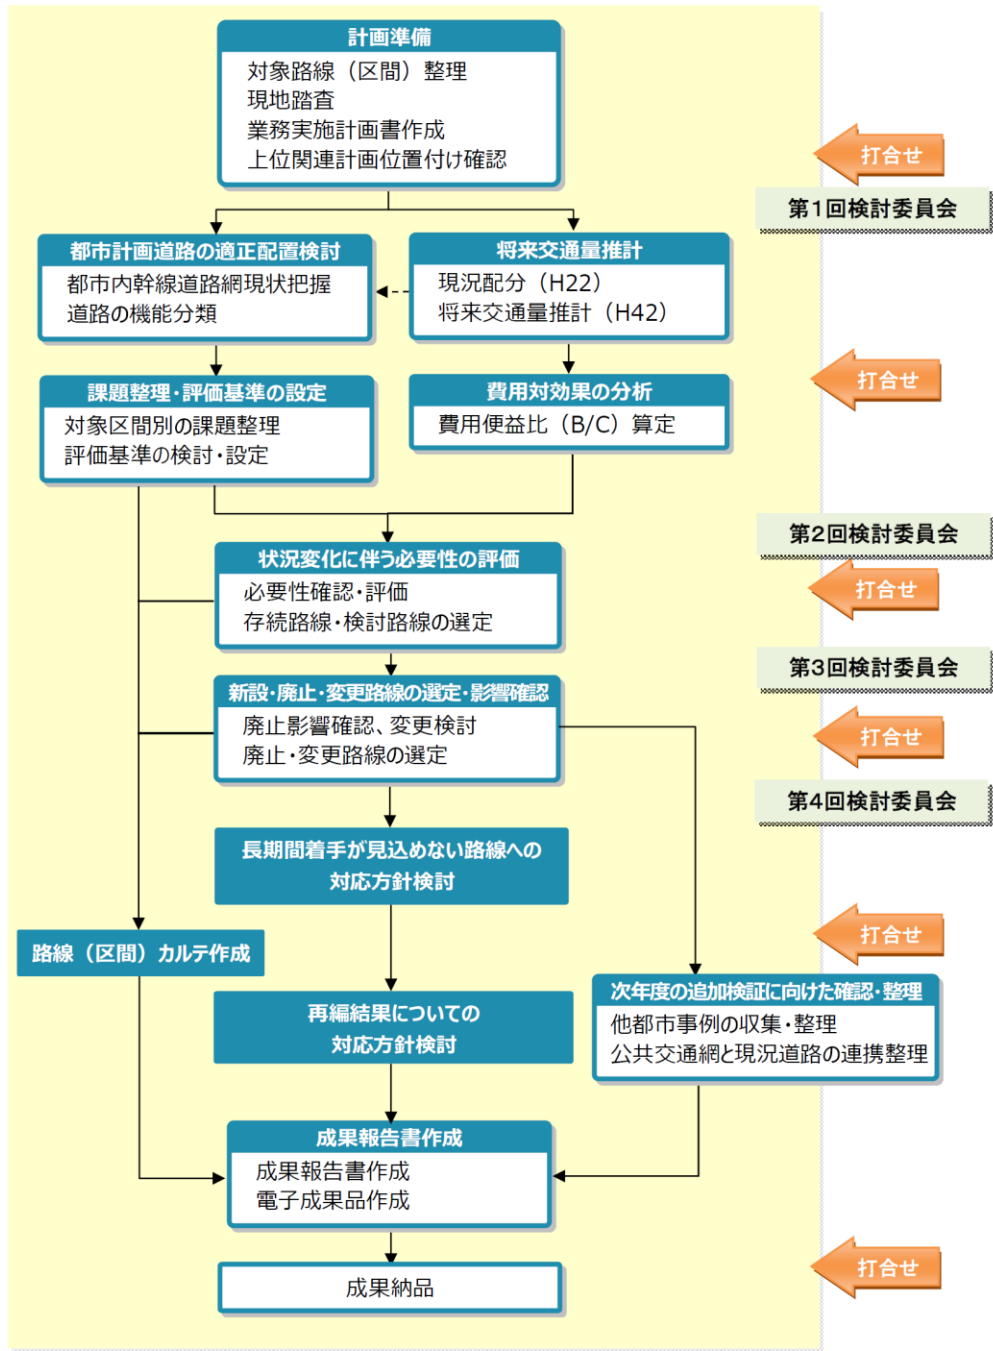 計画準備
対象路線（区間）整理
現地踏査
業務実施計画書作成
上位関連計画位置付け確認
打合せ
第1回検討委員会
都市計画道路の適正配置検討
都市内幹線道路網現状把握
道路の機能分類
将来交通量推計
現況配分（H22）
将来交通量推計（H42）
打合せ
課題整理・評価基準の設定
対象区間別の課題整理
評価基準の検討・設定
費用対効果の分析
費用便益比（B/C）算定
第2回検討委員会
状況変化に伴う必要性の評価
必要性確認・評価
存続路線・検討路線の選定
打合せ
第3回検討委員会
新設・廃止・変更路線の選定・影響確認
廃止影響確認、変更検討
廃止・変更路線の選定
打合せ
第4回検討委員会
長期間着手が見込めない路線への
対応方針検討
打合せ
路線（区間）カルテ作成
次年度の追加検証に向けた確認・整理
他都市事例の収集・整理
公共交通網と現況道路の連携整理
再編結果についての
対応方針検討
成果報告書作成
成果報告書作成
電子成果品作成
打合せ
成果納品